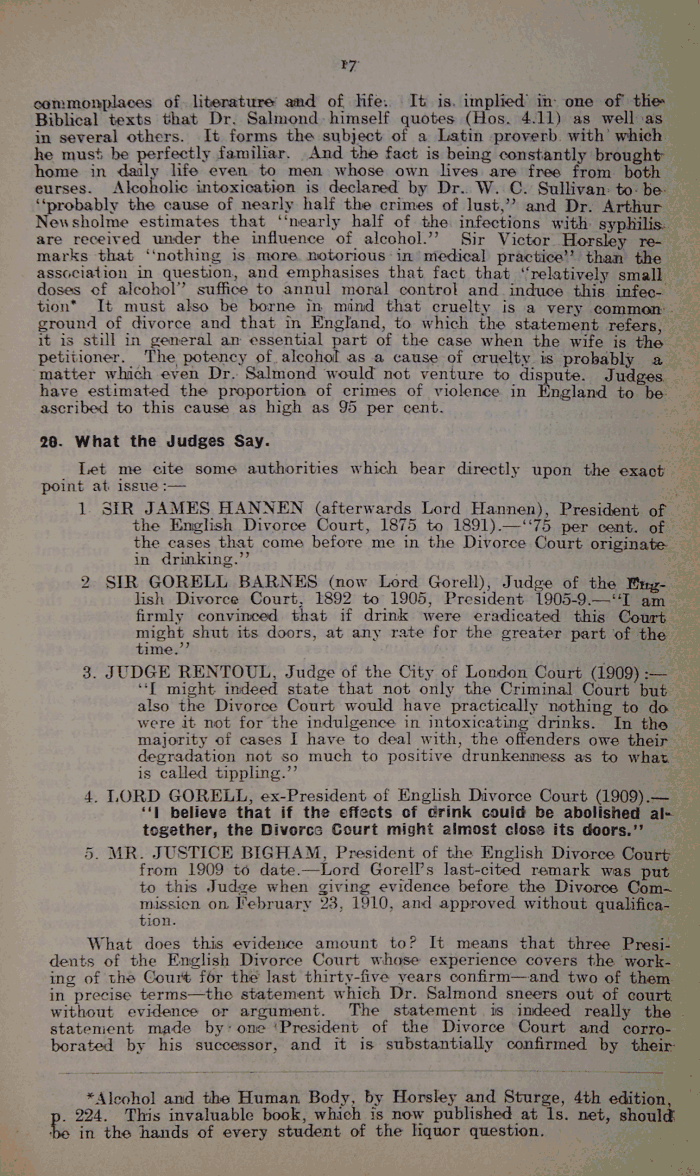 17
commonplaces of literature and of life. It is implied in one of the
Biblical texts that Dr. Salmond himself quotes (Hos. 4.11) as well as
in several others. It forms the subject of a Latin proverb with which
he must be perfectly familiar. And the fact is being constantly brought
home in daily life even to men whose own lives are free from both
curses. Alcoholic intoxication is declared by Dr. W. C. Sullivan to be
“probably the cause of nearly half the crimes of lust,” and Dr. Arthur
Newsholme estimates that “nearly half of the infections with syphilis
are received under the influence of alcohol.” Sir Victor Horsley re-
marks that “nothing is more notorious in medical practice” than the
association in question, and emphasises that fact that “relatively small
doses of alcohol” suffice to annul moral control and induce this infec-
tion* It must also be borne in mind that cruelty is a very common
ground of divorce and that in England, to which the statement refers,
it is still in general an essential part of the case when the wife is the
petitioner. The potency of alcohol as a cause of cruelty is probably a
matter which even Dr. Salmond would not venture to dispute. Judges
have estimated the proportion of crimes of violence in England to be
ascribed to this cause as high as 95 per cent.
20. What the Judges Say.
Let me cite some authorities which bear directly upon the exact
point at issue:—
1 SIR JAMES HANNEN (afterwards Lord Hannen), President of
the English Divorce Court, 1875 to 1891).—“75 per cent. of
the cases that come before me in the Divorce Court originate
in drinking.”
2 SIR GORELL BARNES (now Lord Gorell), Judge of the Eng-
lish Divorce Court, 1892 to 1905, President 1905-9.—“I am
firmly convinced that if drink were eradicated this Court
might shut its doors, at any rate for the greater part of the
time.”
3. JUDGE RENTOUL, Judge of the City of London Court (1909):—
“I might indeed state that not only the Criminal Court but
also the Divorce Court would have practically nothing to do
were it not for the indulgence in intoxicating drinks. In the
majority of cases I have to deal with, the offenders owe their
degradation not so much to positive drunkenness as to what
is called tippling.”
4. LORD GORELL, ex-President of English Divorce Court (1909).—
“I believe that if the effects of drink could be abolished al-
together, the Divorce Court might almost close its doors.”
5. MR. JUSTICE BIGHAM, President of the English Divorce Court
from 1909 to date.—Lord Gorell’s last-cited remark was put
to this Judge when giving evidence before the Divorce Com-
mission on February 23, 1910, and approved without qualifica-
tion.
What does this evidence amount to? It means that three Presi-
dents of the English Divorce Court whose experience covers the work-
ing of the Court for the last thirty-five years confirm—and two of them
in precise terms—the statement which Dr. Salmond sneers out of court
without evidence or argument. The statement is indeed really the
statement made by one President of the Divorce Court and corro-
borated by his successor, and it is substantially confirmed by their
*Alcohol and the Human Body, by Horsley and Sturge, 4th edition,
p. 224. This invaluable book, which is now published at 1s. net, should
be in the hands of every student of the liquor question.